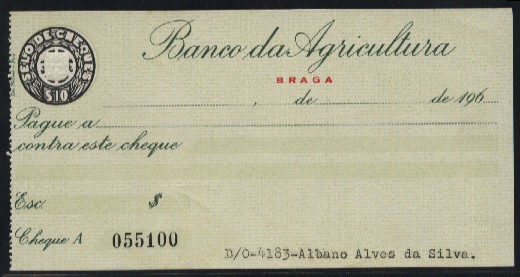 SELO DE CHEQUES
$10
Banco da Agricultura
BRAGA
, de de 196
Pague a
contra este cheque
Esc. $
Cheque A 055100
D/O-4183-Albano Alves da Silva.